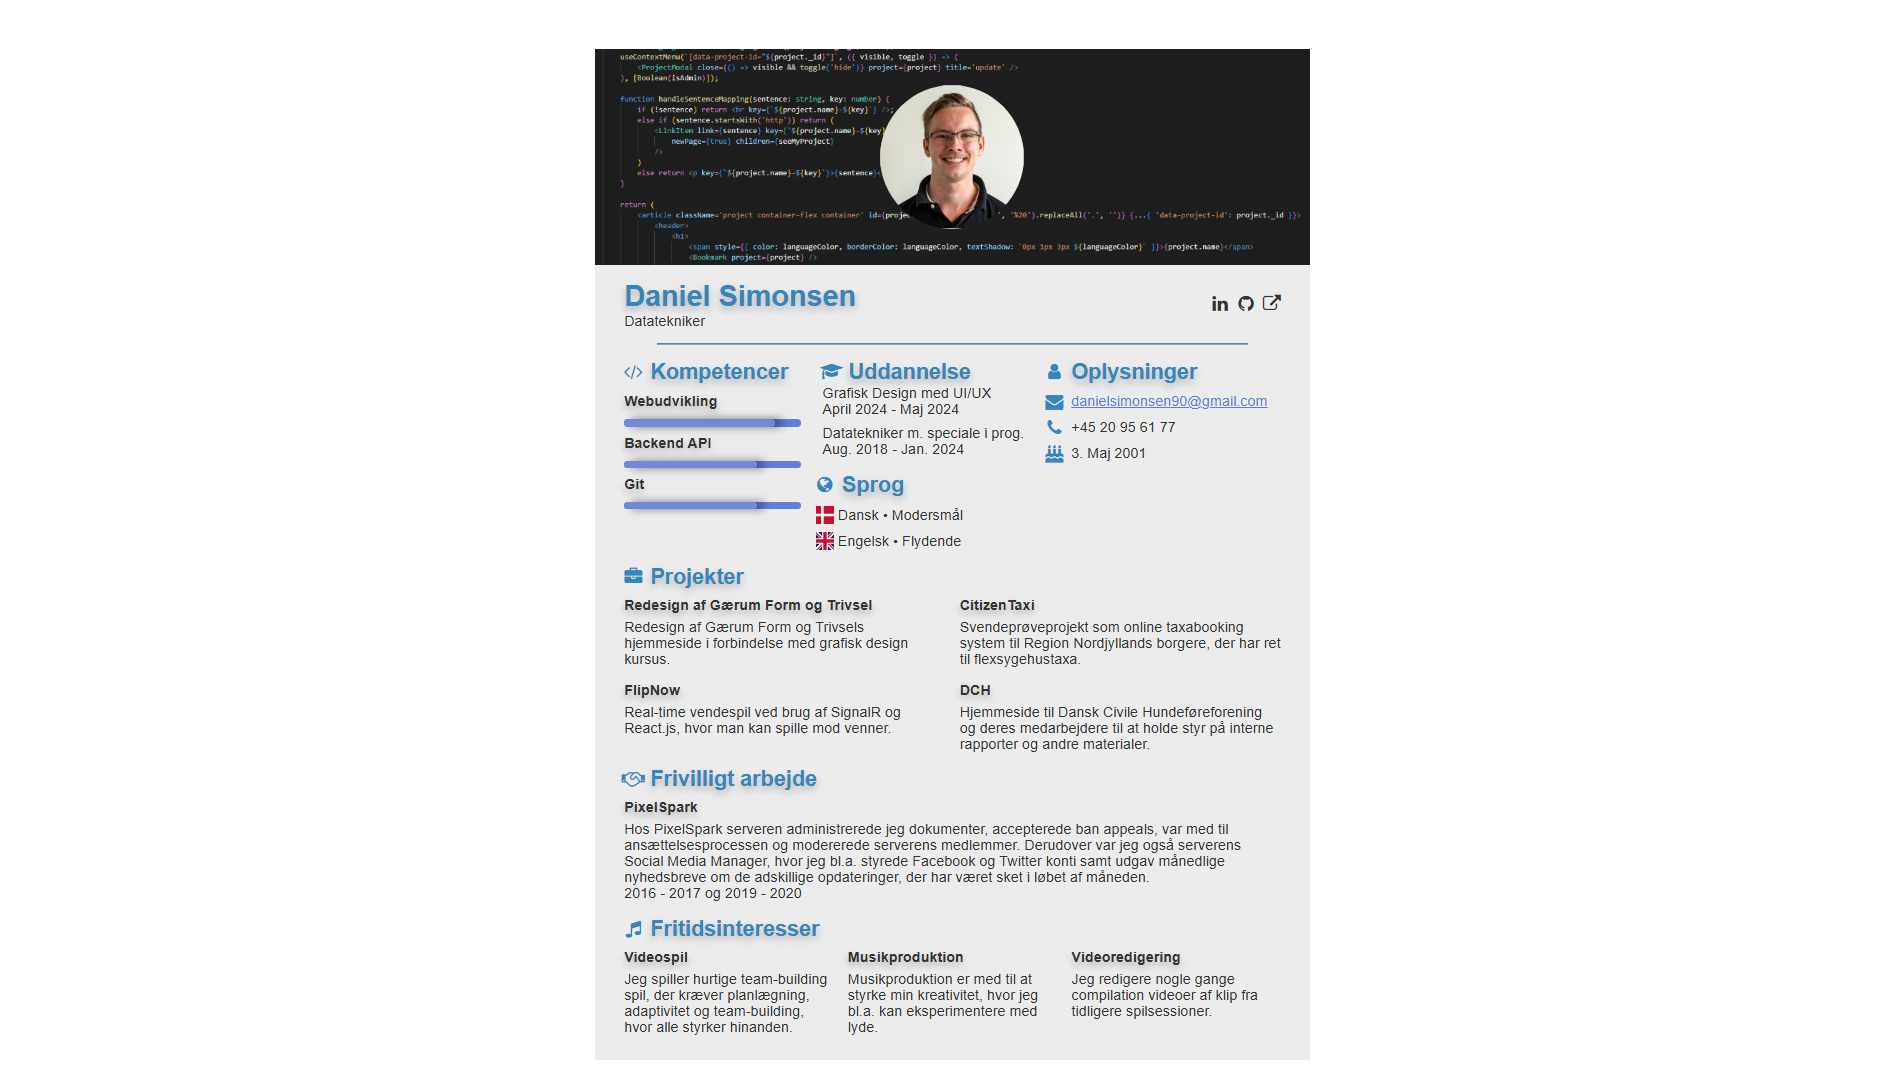 useContextMenu(`[data-project-id="${project._id}"]`, ({ visible, toggle }) => (
<ProjectModal close={() => visible && toggle('hide')} project={project} title='update' />
), [Boolean(isAdmin)]);
function handleSentenceMapping(sentence: string, key: number) {
if (!sentence) return <br key={`${project.name}-${key}`} />;
else if (sentence.startsWith('http')) return (
<LinkItem link={sentence} key={`${project.name}-${key}
newPage={true} children={seeMyProject}
/>
)
else return <p key={`${project.name}-${key}`}>{sentence}<
}
return (
<article className='project container-flex container' id={projec ', '%20').replaceAll('.', '')} {...{ 'data-project-id': project._id }}>
<header>
<h1>
<span style={{ color: languageColor, borderColor: languageColor, textShadow: `0px 1px 3px ${languageColor}` }}>{project.name}</span>
<Bookmark project={project} />
Daniel Simonsen
Datatekniker
in
Kompetencer
Webudvikling
Backend API
Git
Uddannelse
Grafisk Design med UI/UX
April 2024 - Maj 2024
Datatekniker m. speciale i prog.
Aug. 2018 - Jan. 2024
Sprog
Dansk • Modersmål
Engelsk • Flydende
Oplysninger
danielsimonsen90@gmail.com
+45 20 95 61 77
3. Maj 2001
Projekter
Redesign af Gærum Form og Trivsel
Redesign af Gærum Form og Trivsels
hjemmeside i forbindelse med grafisk design
kursus.
CitizenTaxi
Svendeprøveprojekt som online taxabooking
system til Region Nordjyllands borgere, der har ret
til flexsygehustaxa.
FlipNow
Real-time vendespil ved brug af SignalR og
React.js, hvor man kan spille mod venner.
DCH
Hjemmeside til Dansk Civile Hundeføreforening
og deres medarbejdere til at holde styr på interne
rapporter og andre materialer.
Frivilligt arbejde
PixelSpark
Hos PixelSpark serveren administrerede jeg dokumenter, accepterede ban appeals, var med til
ansættelsesprocessen og modererede serverens medlemmer. Derudover var jeg også serverens
Social Media Manager, hvor jeg bl.a. styrede Facebook og Twitter konti samt udgav månedlige
nyhedsbreve om de adskillige opdateringer, der har været sket i løbet af måneden.
2016 - 2017 og 2019 - 2020
Fritidsinteresser
Videospil
Jeg spiller hurtige team-building
spil, der kræver planlægning,
adaptivitet og team-building,
hvor alle styrker hinanden.
Musikproduktion
Musikproduktion er med til at
styrke min kreativitet, hvor jeg
bl.a. kan eksperimentere med
lyde.
Videoredigering
Jeg redigere nogle gange
compilation videoer af klip fra
tidligere spilsessioner.